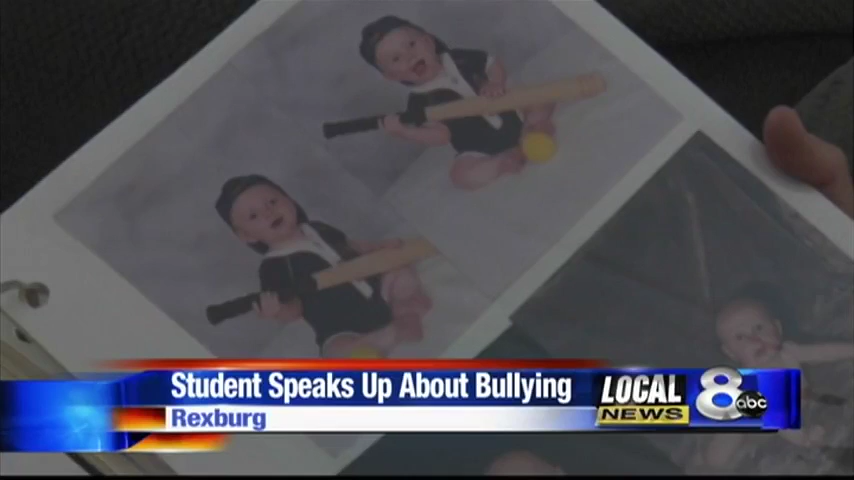 Student Speaks Up About Bullying
Rexburg
LOCAL
NEWS
8
abc